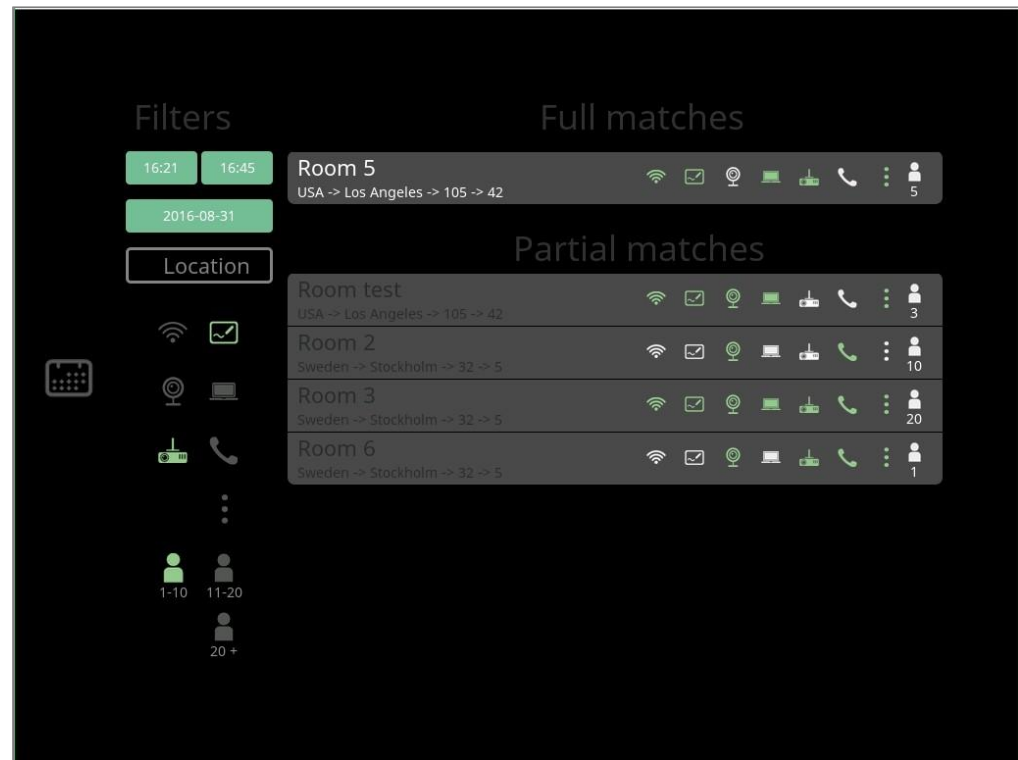 Filters
16:21 16:45
2016-08-31
Location
1-10 11-20
20 +
Full matches
Room 5
USA -> Los Angeles -> 105 -> 42
5
Partial matches
Room test
USA -> Los Angeles -> 105 -> 42
3
Room 2
Sweden -> Stockholm -> 32 -> 5
10
Room 3
Sweden -> Stockholm -> 32 -> 5
20
Room 6
Sweden -> Stockholm -> 32 -> 5
1